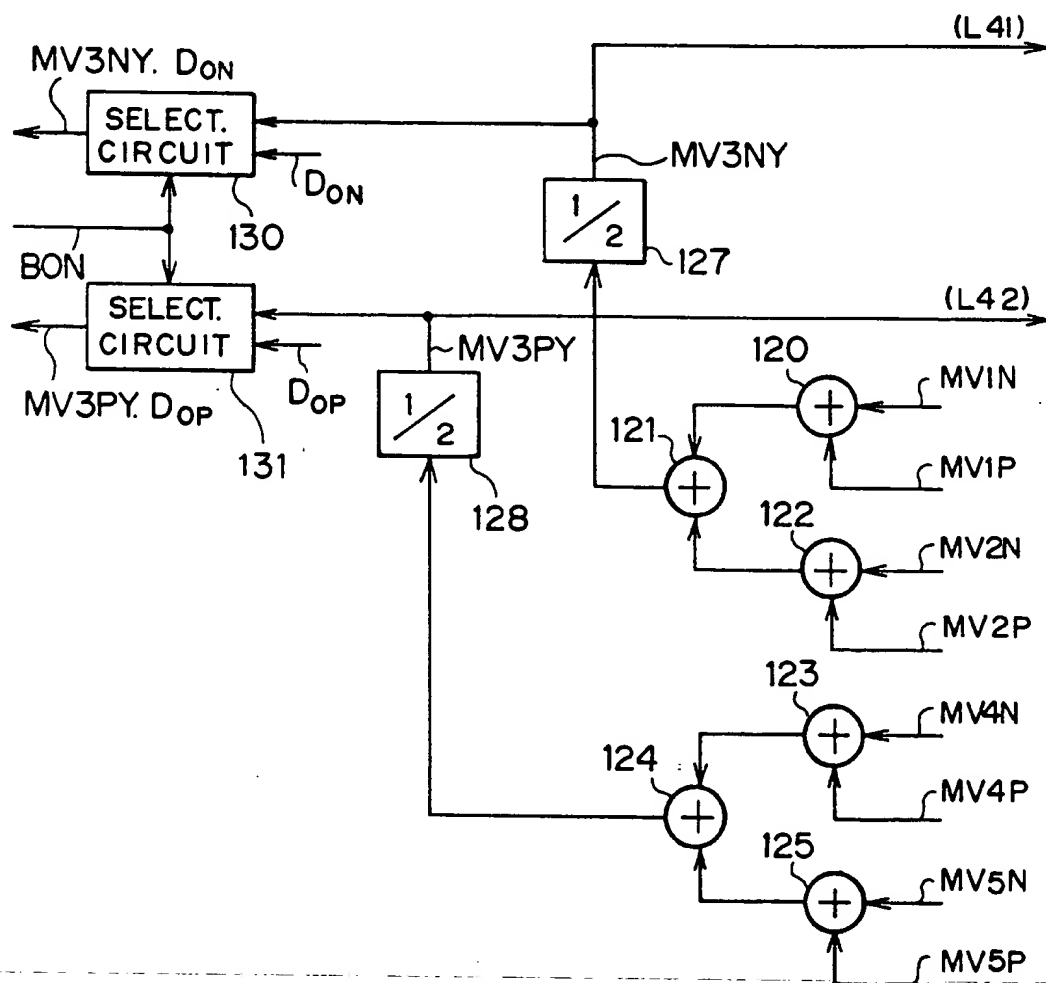 (L41)
MV3NY. DON
SELECT.
CIRCUIT
MV3NY
DON
130
1/2
127
BON
(L42)
SELECT.
CIRCUIT
MV3PY
120
MV1N
DOP
MV3PY. DOP
1/2
121
131
MV1P
128
122
MV2N
MV2P
123
MV4N
124
MV4P
125
MV5N
MV5P